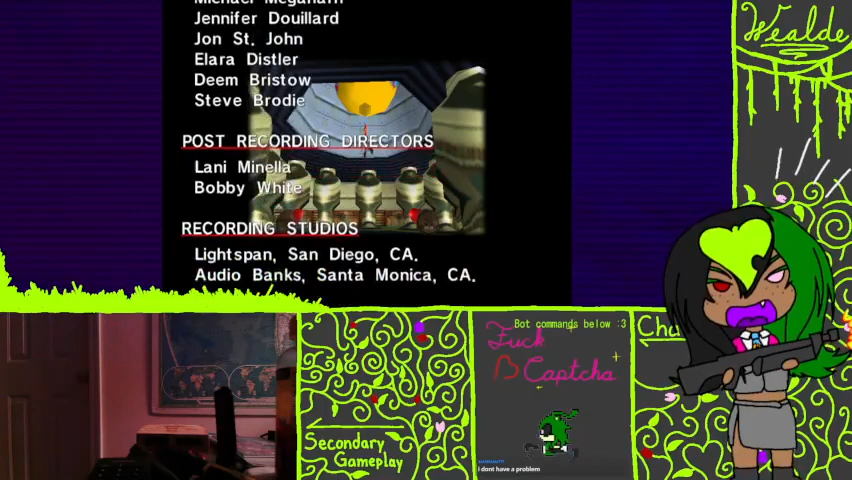 Jennifer Douillard
Jon St. John
Elara Distler
Deem Bristow
Steve Brodie
POST RECORDING DIRECTORS
Lani Minella
Bobby White
RECORDING STUDIOS
Lightspan, San Diego, CA.
Audio Banks, Santa Monica, CA.
Wealde
Bot commands below :3
Fuck
Captcha
Cha
Secondary
Gameplay
I dont have a problem